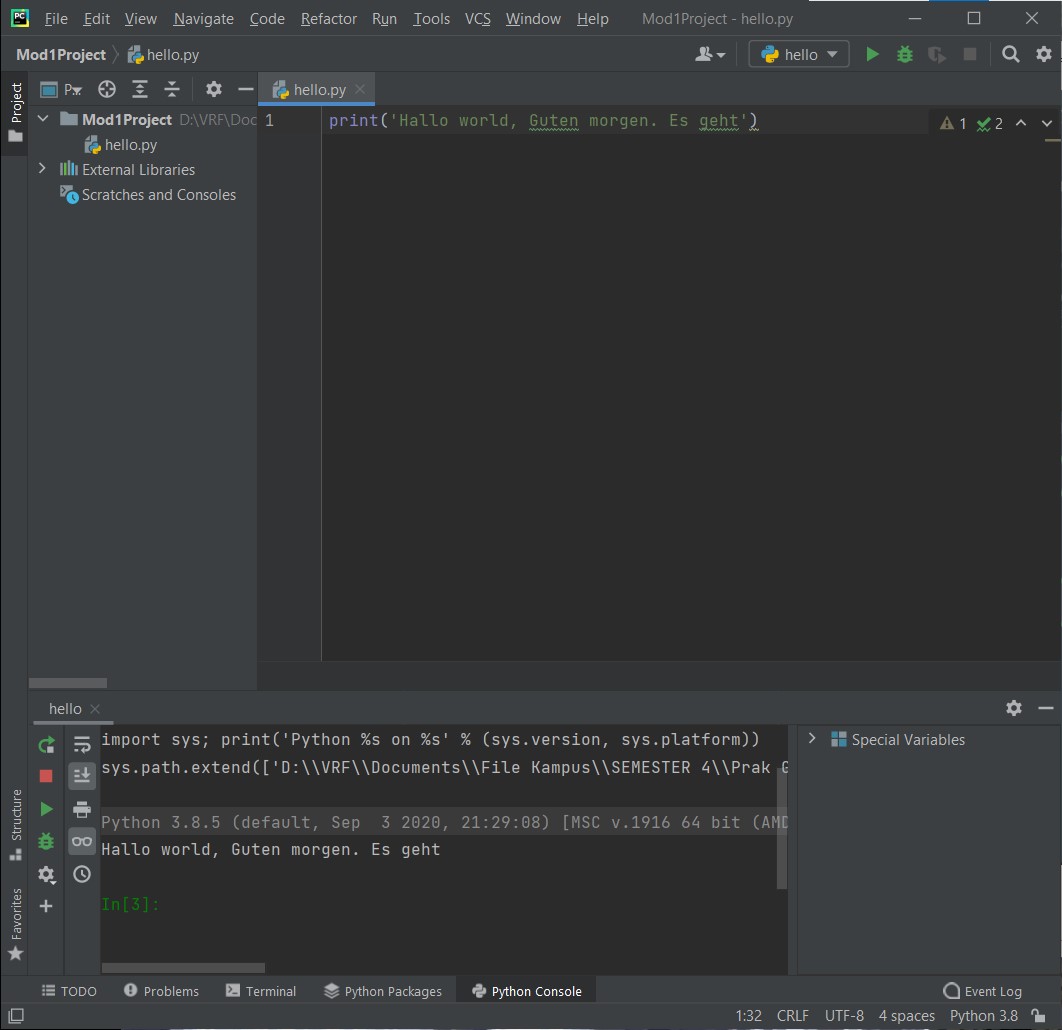 PC File Edit View Navigate Code Refactor Run Tools VCS Window Help Mod1Project - hello.py
Mod1Project hello.py hello
Project
P hello.py
Mod1Project D:\VRF\Doc
hello.py
External Libraries
Scratches and Consoles
1 print('Hallo world, Guten morgen. Es geht')
1 2
hello
import sys; print('Python %s on %s' % (sys.version, sys.platform))
sys.path.extend(['D:\\VRF\\Documents\\File Kampus\\SEMESTER 4\\Prak
Python 3.8.5 (default, Sep 3 2020, 21:29:08) [MSC v.1916 64 bit (AMD
Hallo world, Guten morgen. Es geht
In[3]:
Special Variables
Structure
Favorites
TODO Problems Terminal Python Packages Python Console Event Log
1:32 CRLF UTF-8 4 spaces Python 3.8